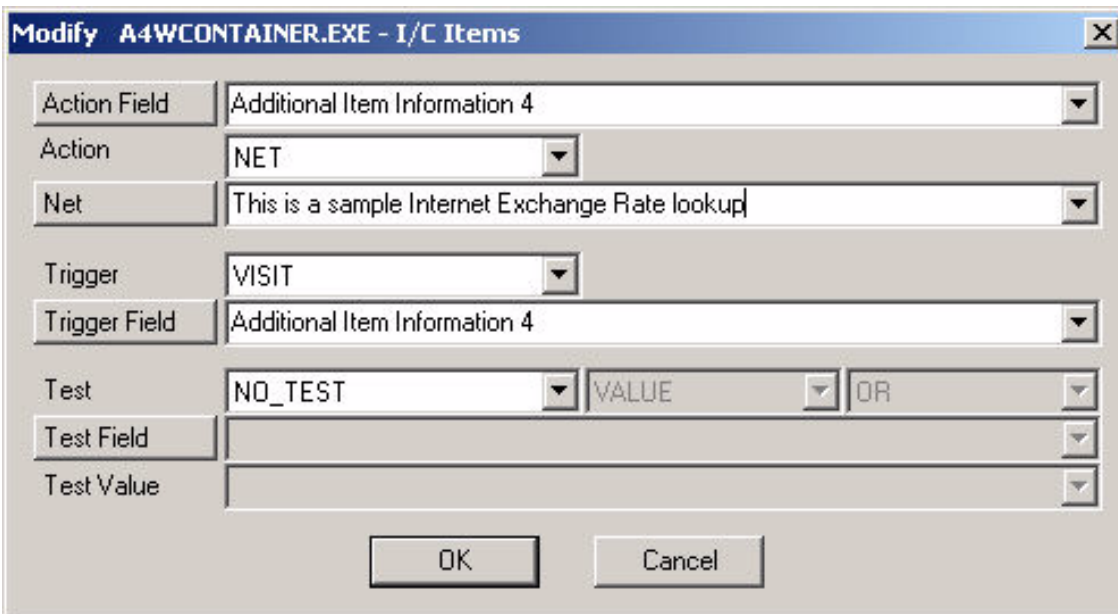 Modify A4WCONTAINER.EXE - I/C Items
Action Field Additional Item Information 4
Action NET
Net This is a sample Internet Exchange Rate lookup
Trigger VISIT
Trigger Field Additional Item Information 4
Test NO_TEST VALUE OR
Test Field
Test Value
OK Cancel